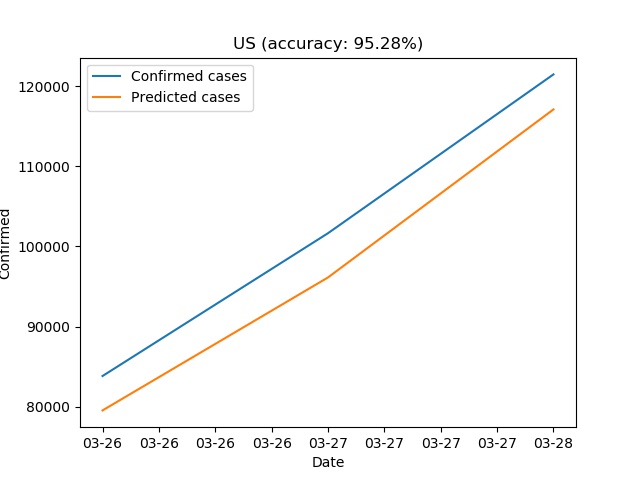 US (accuracy: 95.28%)
Confirmed cases
Predicted cases
120000
110000
100000
90000
80000
Confirmed
03-26 03-26 03-26 03-26 03-27 03-27 03-27 03-27 03-28
Date